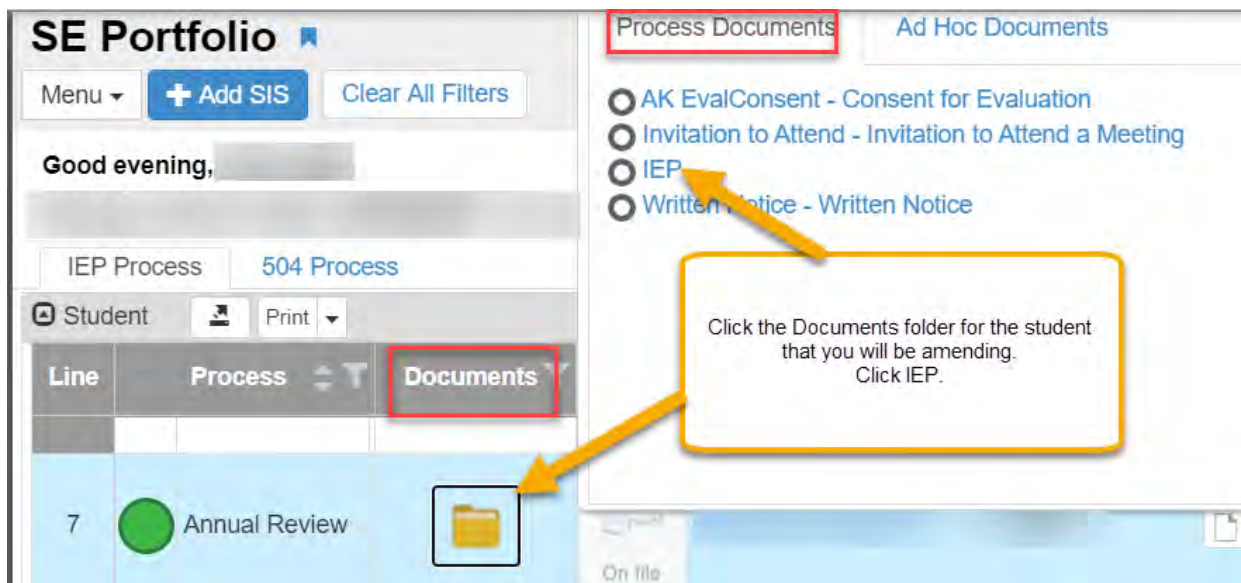 SE Portfolio
Menu
+ Add SIS
Clear All Filters
Good evening,
IEP Process
504 Process
Student
Print
Line
Process
Documents
7
Annual Review
Process Documents
Ad Hoc Documents
AK EvalConsent - Consent for Evaluation
Invitation to Attend - Invitation to Attend a Meeting
IEP
Written Notice - Written Notice
Click the Documents folder for the student
that you will be amending.
Click IEP.
On file